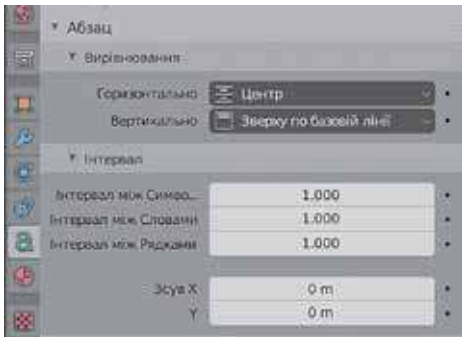 Абзац
Вирівнювання
Горизонтально Центр
Вертикально Зверху по базовій лінії
Інтервал
Інтервал між Симво...
1.000
Інтервал між Словами 1.000
Інтервал між Рядками 1.000
Зсув X 0 m
Y 0 m